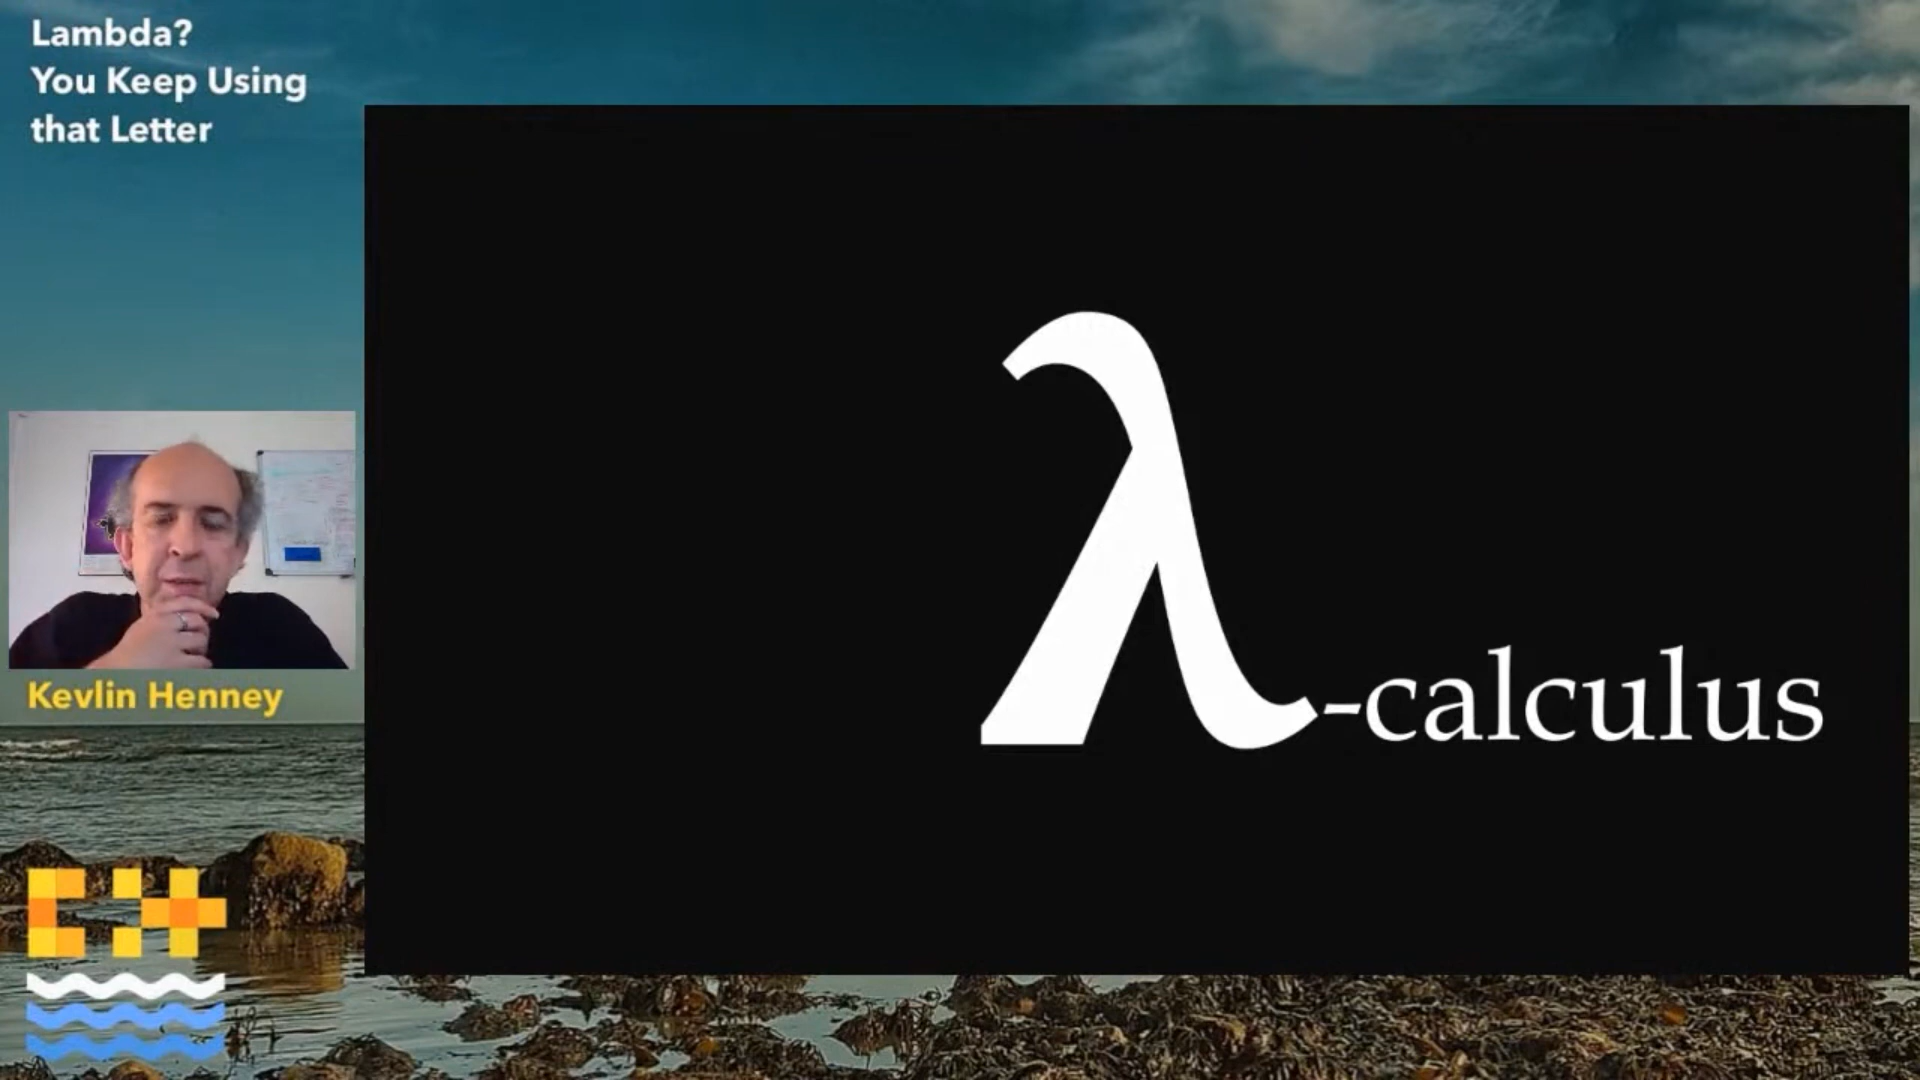 Lambda?
You Keep Using
that Letter
λ-calculus
Kevlin Henney
C++